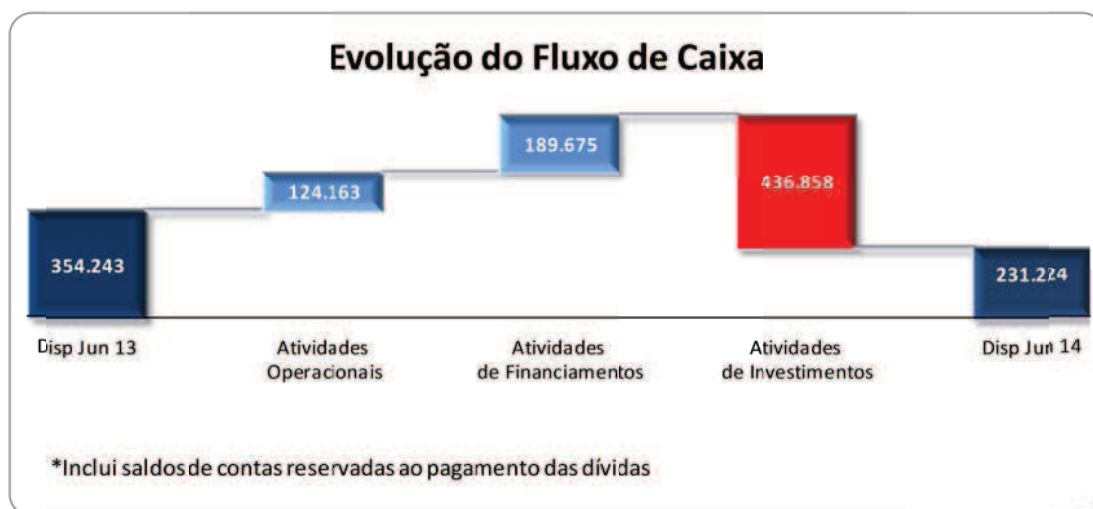 Evolução do Fluxo de Caixa
189.675
124.163
436.858
354.243
231.224
Disp Jun 13
Atividades
Operacionais
Atividades
de Financiamentos
Atividades
de Investimentos
Disp Jun 14
*Inclui saldos de contas reservadas ao pagamento das dívidas